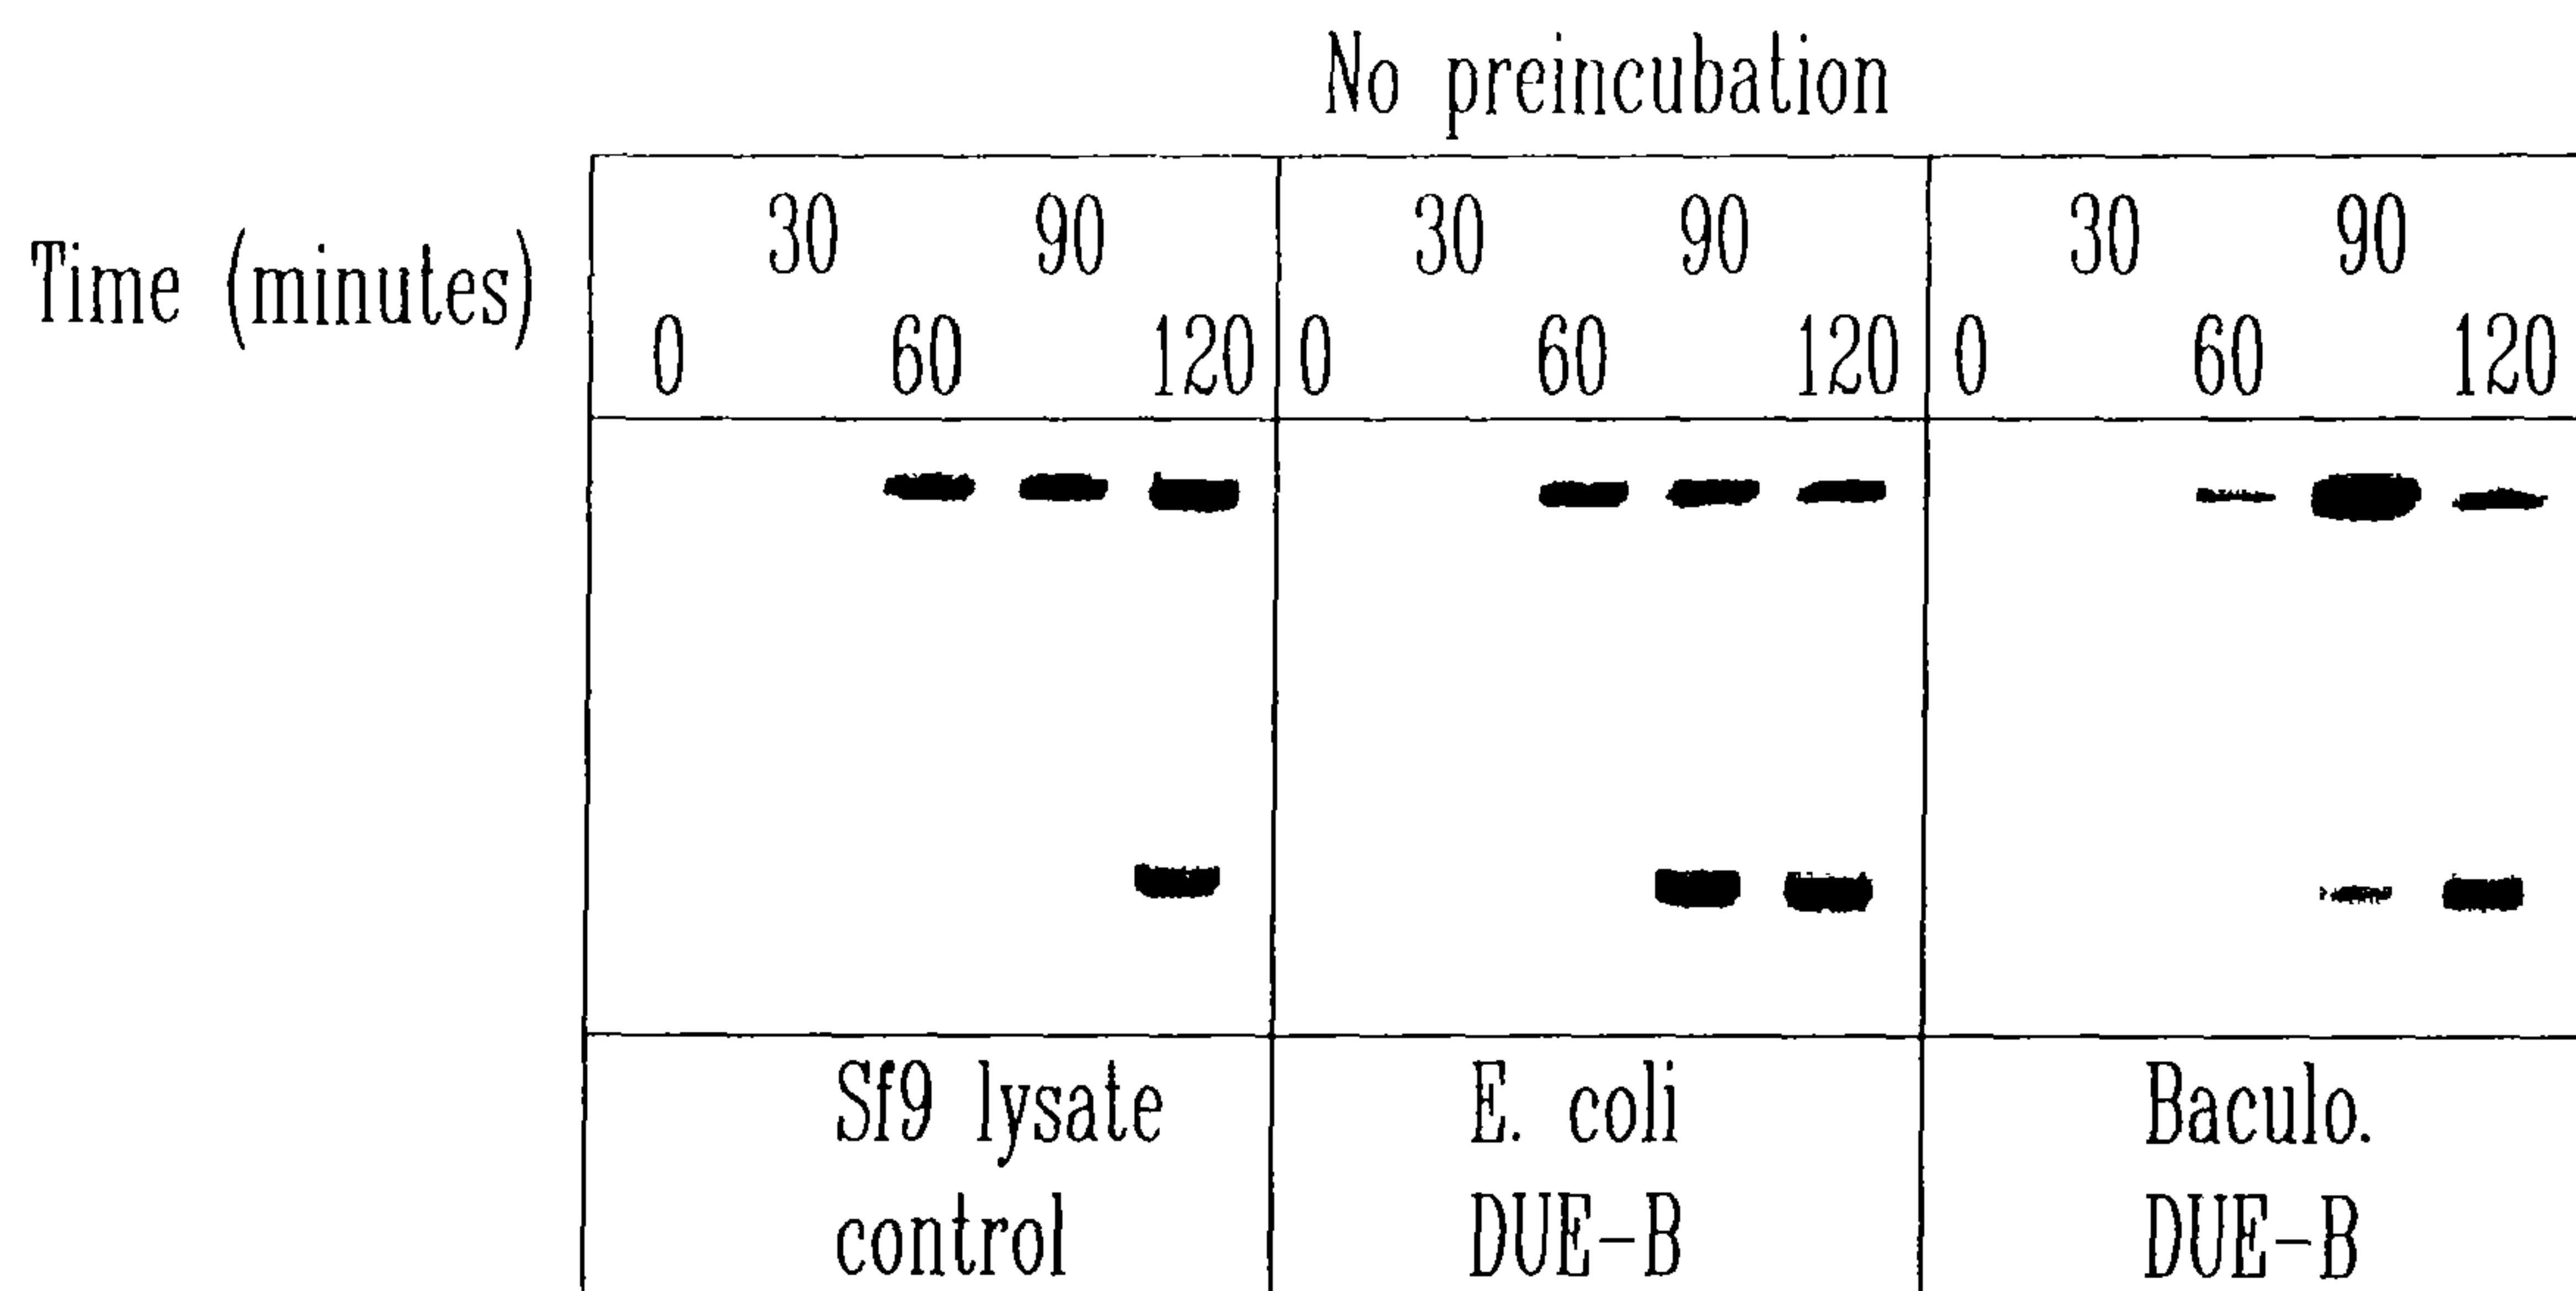 No preincubation
Time (minutes)
30 90 30 90 30 90
0 60 120 0 60 120 0 60 120
Sf9 lysate
control
E. coli
DUE-B
Baculo.
DUE-B